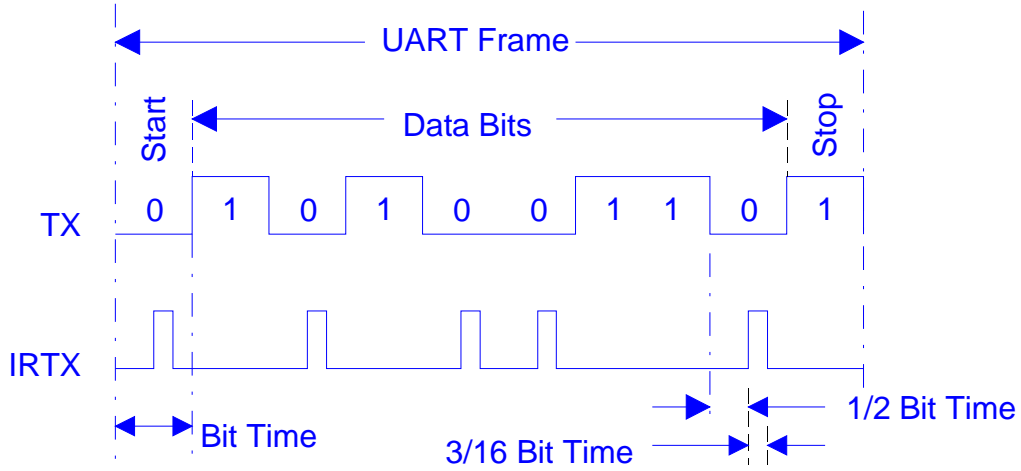 UART Frame
Start
Data Bits
Stop
TX
0 1 0 1 0 0 1 1 0 1
IRTX
Bit Time
1/2 Bit Time
3/16 Bit Time